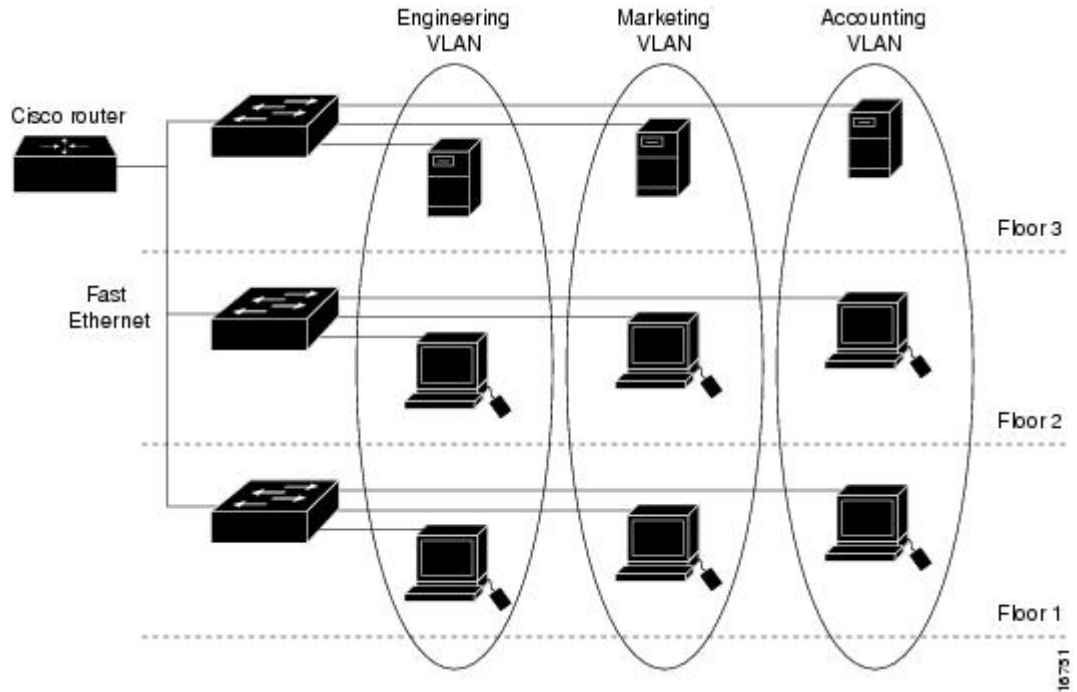 Engineering
VLAN
Marketing
VLAN
Accounting
VLAN
Cisco router
Floor 3
Fast
Ethernet
Floor 2
Floor 1
16751